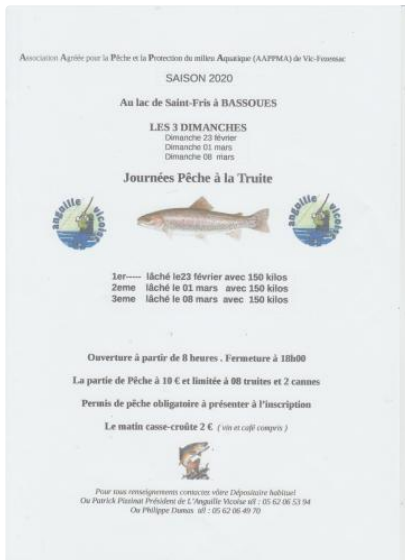 Association Agréée pour la Pêche et la Protection du milieu Aquatique (AAPPMA) de Vic-Fezensac
SAISON 2020
Au lac de Saint-Fris à BASSOUES
LES 3 DIMANCHES
Dimanche 23 février
Dimanche 01 mars
Dimanche 08 mars
Journées Pêche à la Truite
anguille vicoise
anguille vicoise
1er----- lâché le23 février avec 150 kilos
2eme lâché le 01 mars avec 150 kilos
3eme lâché le 08 mars avec 150 kilos
Ouverture à partir de 8 heures . Fermeture à 18h00
La partie de Pêche à 10 € et limitée à 08 truites et 2 cannes
Permis de pêche obligatoire à présenter à l'inscription
Le matin casse-croûte 2 € ( vin et café compris )
Pour tous renseignements contactez vôtre Dépositaire habituel
Ou Patrick Pizzinat Président de L'Anguille Vicoise tél : 05 62 06 53 94
Ou Philippe Dumas tél : 05 62 06 49 70